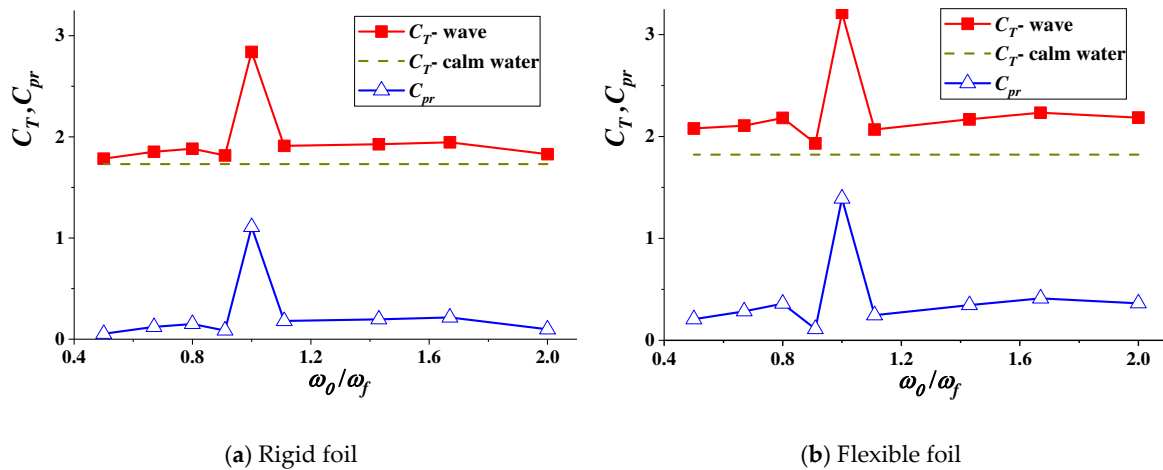 3
2
1
0
C_T, C_pr
C_T- wave
C_T- calm water
C_pr
0.4 0.8 1.2 1.6 2.0
ω_0/ω_f
(a) Rigid foil
3
2
1
0
C_T, C_pr
C_T- wave
C_T- calm water
C_pr
0.4 0.8 1.2 1.6 2.0
ω_0/ω_f
(b) Flexible foil